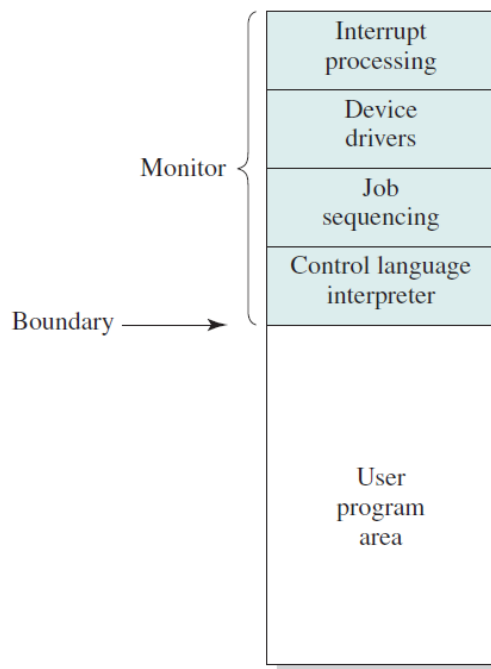 Interrupt
processing
Device
drivers
Monitor
Job
sequencing
Control language
interpreter
Boundary
User
program
area